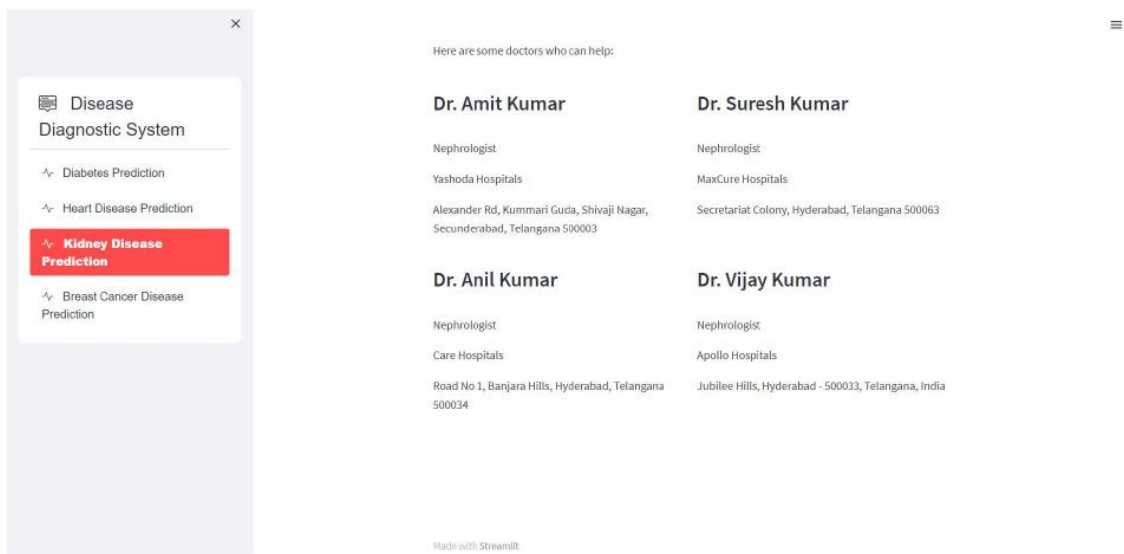 Disease
Diagnostic System
Diabetes Prediction
Heart Disease Prediction
Kidney Disease
Prediction
Breast Cancer Disease
Prediction
Here are some doctors who can help:
Dr. Amit Kumar
Nephrologist
Yashoda Hospitals
Alexander Rd, Kummari Guda, Shivaji Nagar,
Secunderabad, Telangana 500003
Dr. Suresh Kumar
Nephrologist
MaxCure Hospitals
Secretariat Colony, Hyderabad, Telangana 500063
Dr. Anil Kumar
Nephrologist
Care Hospitals
Road No 1, Banjara Hills, Hyderabad, Telangana
500034
Dr. Vijay Kumar
Nephrologist
Apollo Hospitals
Jubilee Hills, Hyderabad - 500033, Telangana, India
Made with Streamlit